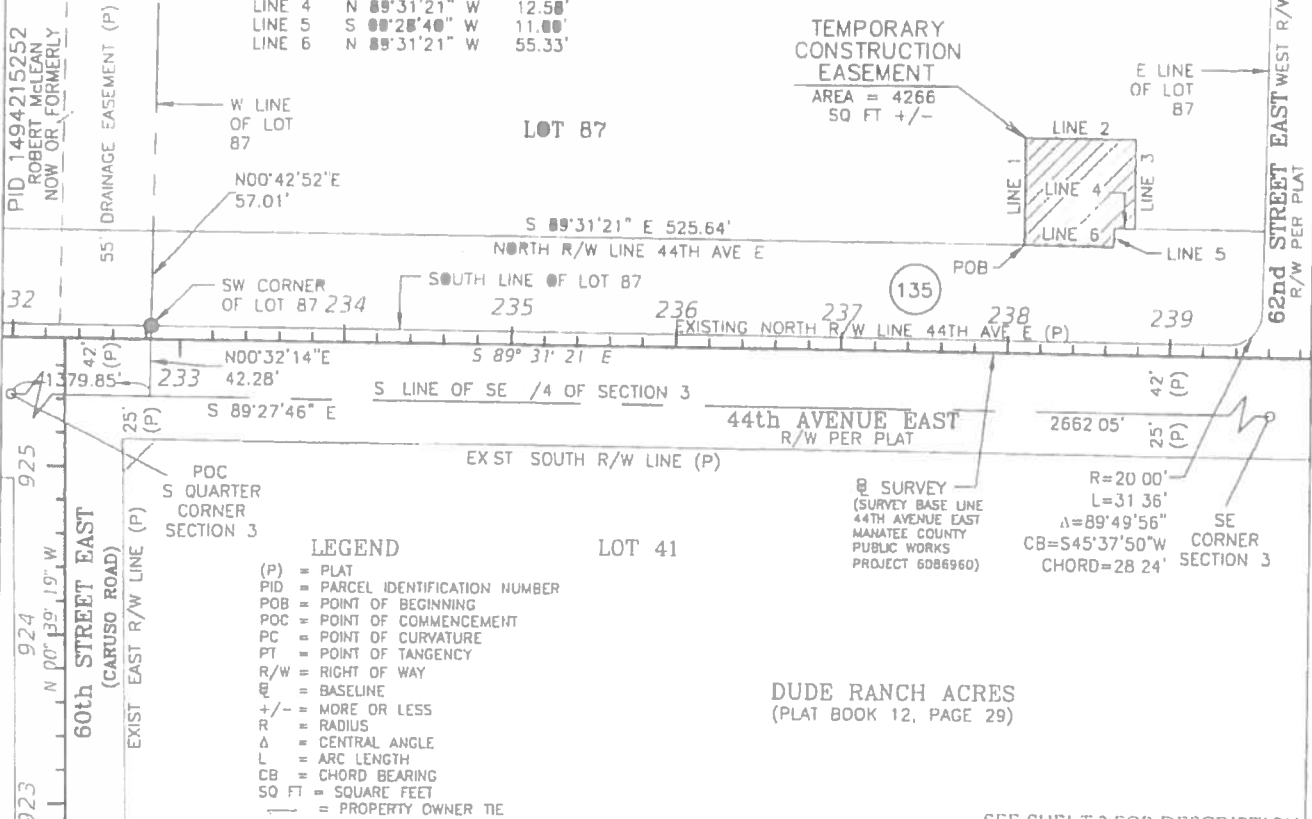 LINE 4 N 89°31'21" W 12.58'
LINE 5 S 00°28'40" W 11.00'
LINE 6 N 89°31'21" W 55.33'
PID 1494215252
ROBERT McLEAN
NOW OR FORMERLY
55' DRAINAGE EASEMENT (P)
W LINE
OF LOT
87
LOT 87
TEMPORARY
CONSTRUCTION
EASEMENT
AREA = 4266
SQ FT +/-
E LINE
OF LOT
87
62nd STREET EAST
R/W PER PLAT
WEST R/W
LINE 1
LINE 2
LINE 3
LINE 4
LINE 6
LINE 5
POB
N00°42'52"E
57.01'
S 89°31'21" E 525.64'
NORTH R/W LINE 44TH AVE E
SW CORNER
OF LOT 87
SOUTH LINE OF LOT 87
135
32
234
235
236
237
238
239
EXISTING NORTH R/W LINE 44TH AVE E (P)
42'
(P)
1379.85'
233
N00°32'14"E
42.28'
S 89° 31' 21 E
S LINE OF SE /4 OF SECTION 3
S 89°27'46" E
44th AVENUE EAST
R/W PER PLAT
2662 05'
42'
(P)
25'
(P)
25'
(P)
EX ST SOUTH R/W LINE (P)
POC
S QUARTER
CORNER
SECTION 3
925
924
923
N 00° 39' 19" W
60th STREET EAST
(CARUSO ROAD)
EXIST EAST R/W LINE (P)
SURVEY
(SURVEY BASE LINE
44TH AVENUE EAST
MANATEE COUNTY
PUBLIC WORKS
PROJECT 6086960)
R=20 00'
L=31 36'
Δ=89°49'56"
CB=S45°37'50"W
CHORD=28 24'
SE
CORNER
SECTION 3
LEGEND
(P) = PLAT
PID = PARCEL IDENTIFICATION NUMBER
POB = POINT OF BEGINNING
POC = POINT OF COMMENCEMENT
PC = POINT OF CURVATURE
PT = POINT OF TANGENCY
R/W = RIGHT OF WAY
= BASELINE
+/- = MORE OR LESS
R = RADIUS
Δ = CENTRAL ANGLE
L = ARC LENGTH
CB = CHORD BEARING
SQ FT = SQUARE FEET
= PROPERTY OWNER TIE
LOT 41
DUDE RANCH ACRES
(PLAT BOOK 12, PAGE 29)